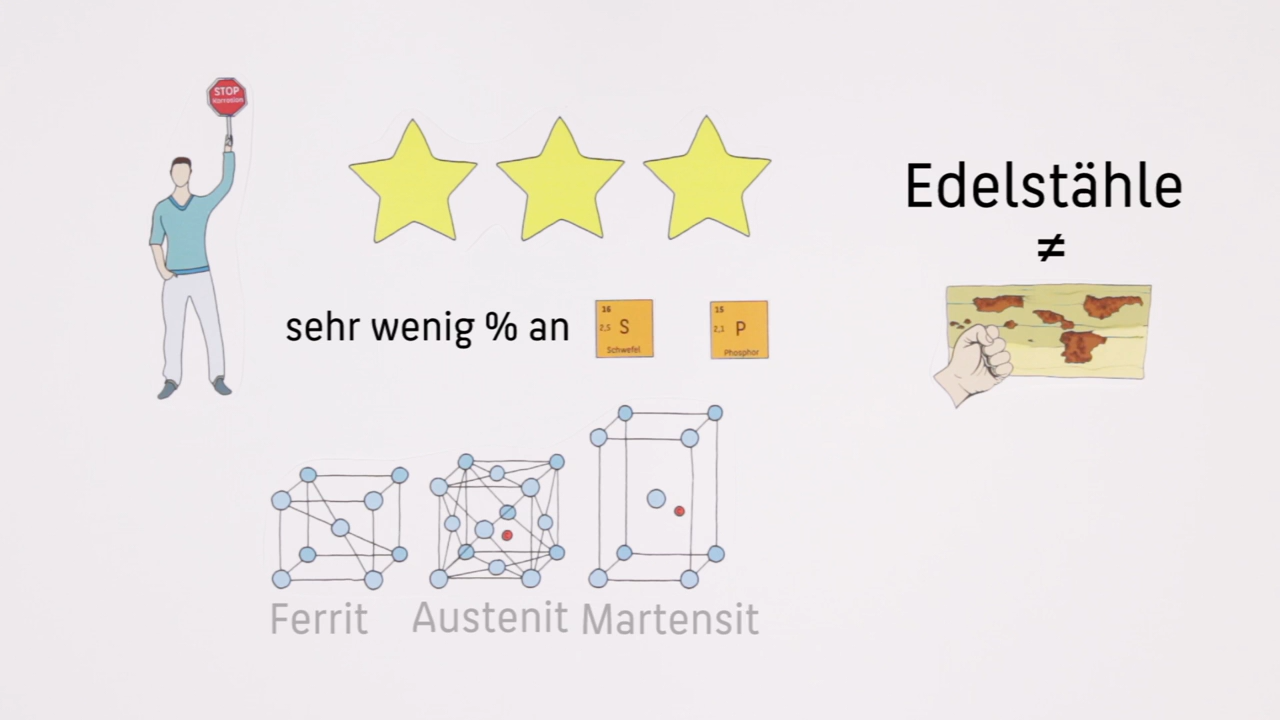 STOP
Korrosion
Edelstähle
≠
sehr wenig % an
16
2,5 S
Schwefel
15
2,1 P
Phosphor
Ferrit
Austenit
Martensit